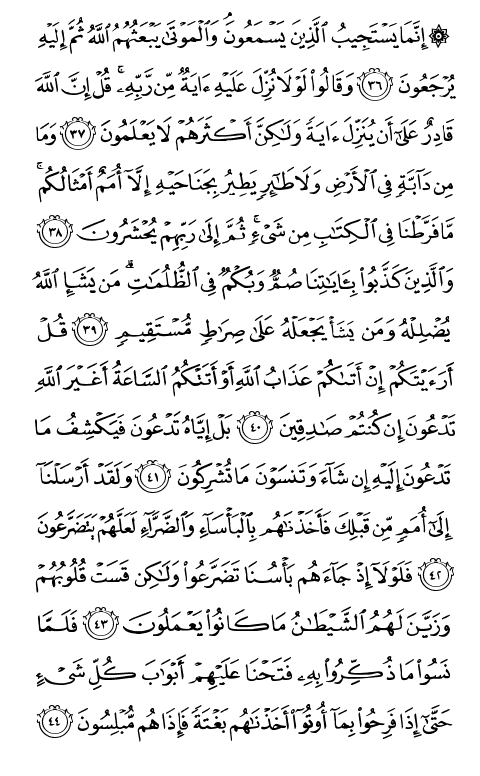 ۞ إِنَّمَا يَسْتَجِيبُ ٱلَّذِينَ يَسْمَعُونَۘ وَٱلْمَوْتَىٰ يَبْعَثُهُمُ ٱللَّهُ ثُمَّ إِلَيْهِ
يُرْجَعُونَ ٣٦ وَقَالُوا۟ لَوْلَا نُزِّلَ عَلَيْهِ ءَايَةٌ مِّن رَّبِّهِۦۚ قُلْ إِنَّ ٱللَّهَ
قَادِرٌ عَلَىٰٓ أَن يُنَزِّلَ ءَايَةً وَلَٰكِنَّ أَكْثَرَهُمْ لَا يَعْلَمُونَ ٣٧ وَمَا
مِن دَآبَّةٍ فِى ٱلْأَرْضِ وَلَا طَٰٓئِرٍ يَطِيرُ بِجَنَاحَيْهِ إِلَّآ أُمَمٌ أَمْثَالُكُمۚ
مَّا فَرَّطْنَا فِى ٱلْكِتَٰبِ مِن شَىْءٍۚ ثُمَّ إِلَىٰ رَبِّهِمْ يُحْشَرُونَ ٣٨
وَٱلَّذِينَ كَذَّبُوا۟ بِـَٔايَٰتِنَا صُمٌّ وَبُكْمٌ فِى ٱلظُّلُمَٰتِۗ مَن يَشَإِ ٱللَّهُ
يُضْلِلْهُ وَمَن يَشَأْ يَجْعَلْهُ عَلَىٰ صِرَٰطٍ مُّسْتَقِيمٍ ٣٩ قُلْ
أَرَءَيْتَكُمْ إِنْ أَتَىٰكُمْ عَذَابُ ٱللَّهِ أَوْ أَتَتْكُمُ ٱلسَّاعَةُ أَغَيْرَ ٱللَّهِ
تَدْعُونَ إِن كُنتُمْ صَٰدِقِينَ ٤٠ بَلْ إِيَّاهُ تَدْعُونَ فَيَكْشِفُ مَا
تَدْعُونَ إِلَيْهِ إِن شَآءَ وَتَنسَوْنَ مَا تُشْرِكُونَ ٤١ وَلَقَدْ أَرْسَلْنَآ
إِلَىٰٓ أُمَمٍ مِّن قَبْلِكَ فَأَخَذْنَٰهُم بِٱلْبَأْسَآءِ وَٱلضَّرَّآءِ لَعَلَّهُمْ يَتَضَرَّعُونَ
٤٢ فَلَوْلَآ إِذْ جَآءَهُم بَأْسُنَا تَضَرَّعُوا۟ وَلَٰكِن قَسَتْ قُلُوبُهُمْ
وَزَيَّنَ لَهُمُ ٱلشَّيْطَٰنُ مَا كَانُوا۟ يَعْمَلُونَ ٤٣ فَلَمَّا
نَسُوا۟ مَا ذُكِّرُوا۟ بِهِۦ فَتَحْنَا عَلَيْهِمْ أَبْوَٰبَ كُلِّ شَىْءٍ
حَتَّىٰٓ إِذَا فَرِحُوا۟ بِمَآ أُوتُوٓا۟ أَخَذْنَٰهُم بَغْتَةً فَإِذَا هُم مُّبْلِسُونَ ٤٤